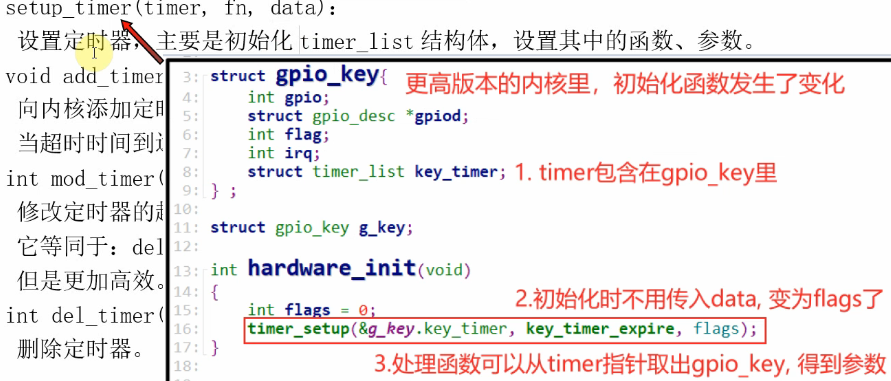 setup_timer(timer, fn, data):
设置定时器，主要是初始化 timer_list 结构体，设置其中的函数、参数。
void add_timer
向内核添加定时
当超时时间到达
int mod_timer(
修改定时器的超
它等同于：del
但是更加高效。
int del_timer(
删除定时器。
3: struct gpio_key{
更高版本的内核里，初始化函数发生了变化
4: int gpio;
5: struct gpio_desc *gpiod;
6: int flag;
7: int irq;
8: struct timer_list key_timer;
1. timer包含在gpio_key里
9: } ;
10:
11: struct gpio_key g_key;
12:
13: int hardware_init(void)
14: {
2.初始化时不用传入data, 变为flags了
15: int flags = 0;
16: timer_setup(&g_key.key_timer, key_timer_expire, flags);
17: }
3.处理函数可以从timer指针取出gpio_key, 得到参数
18: